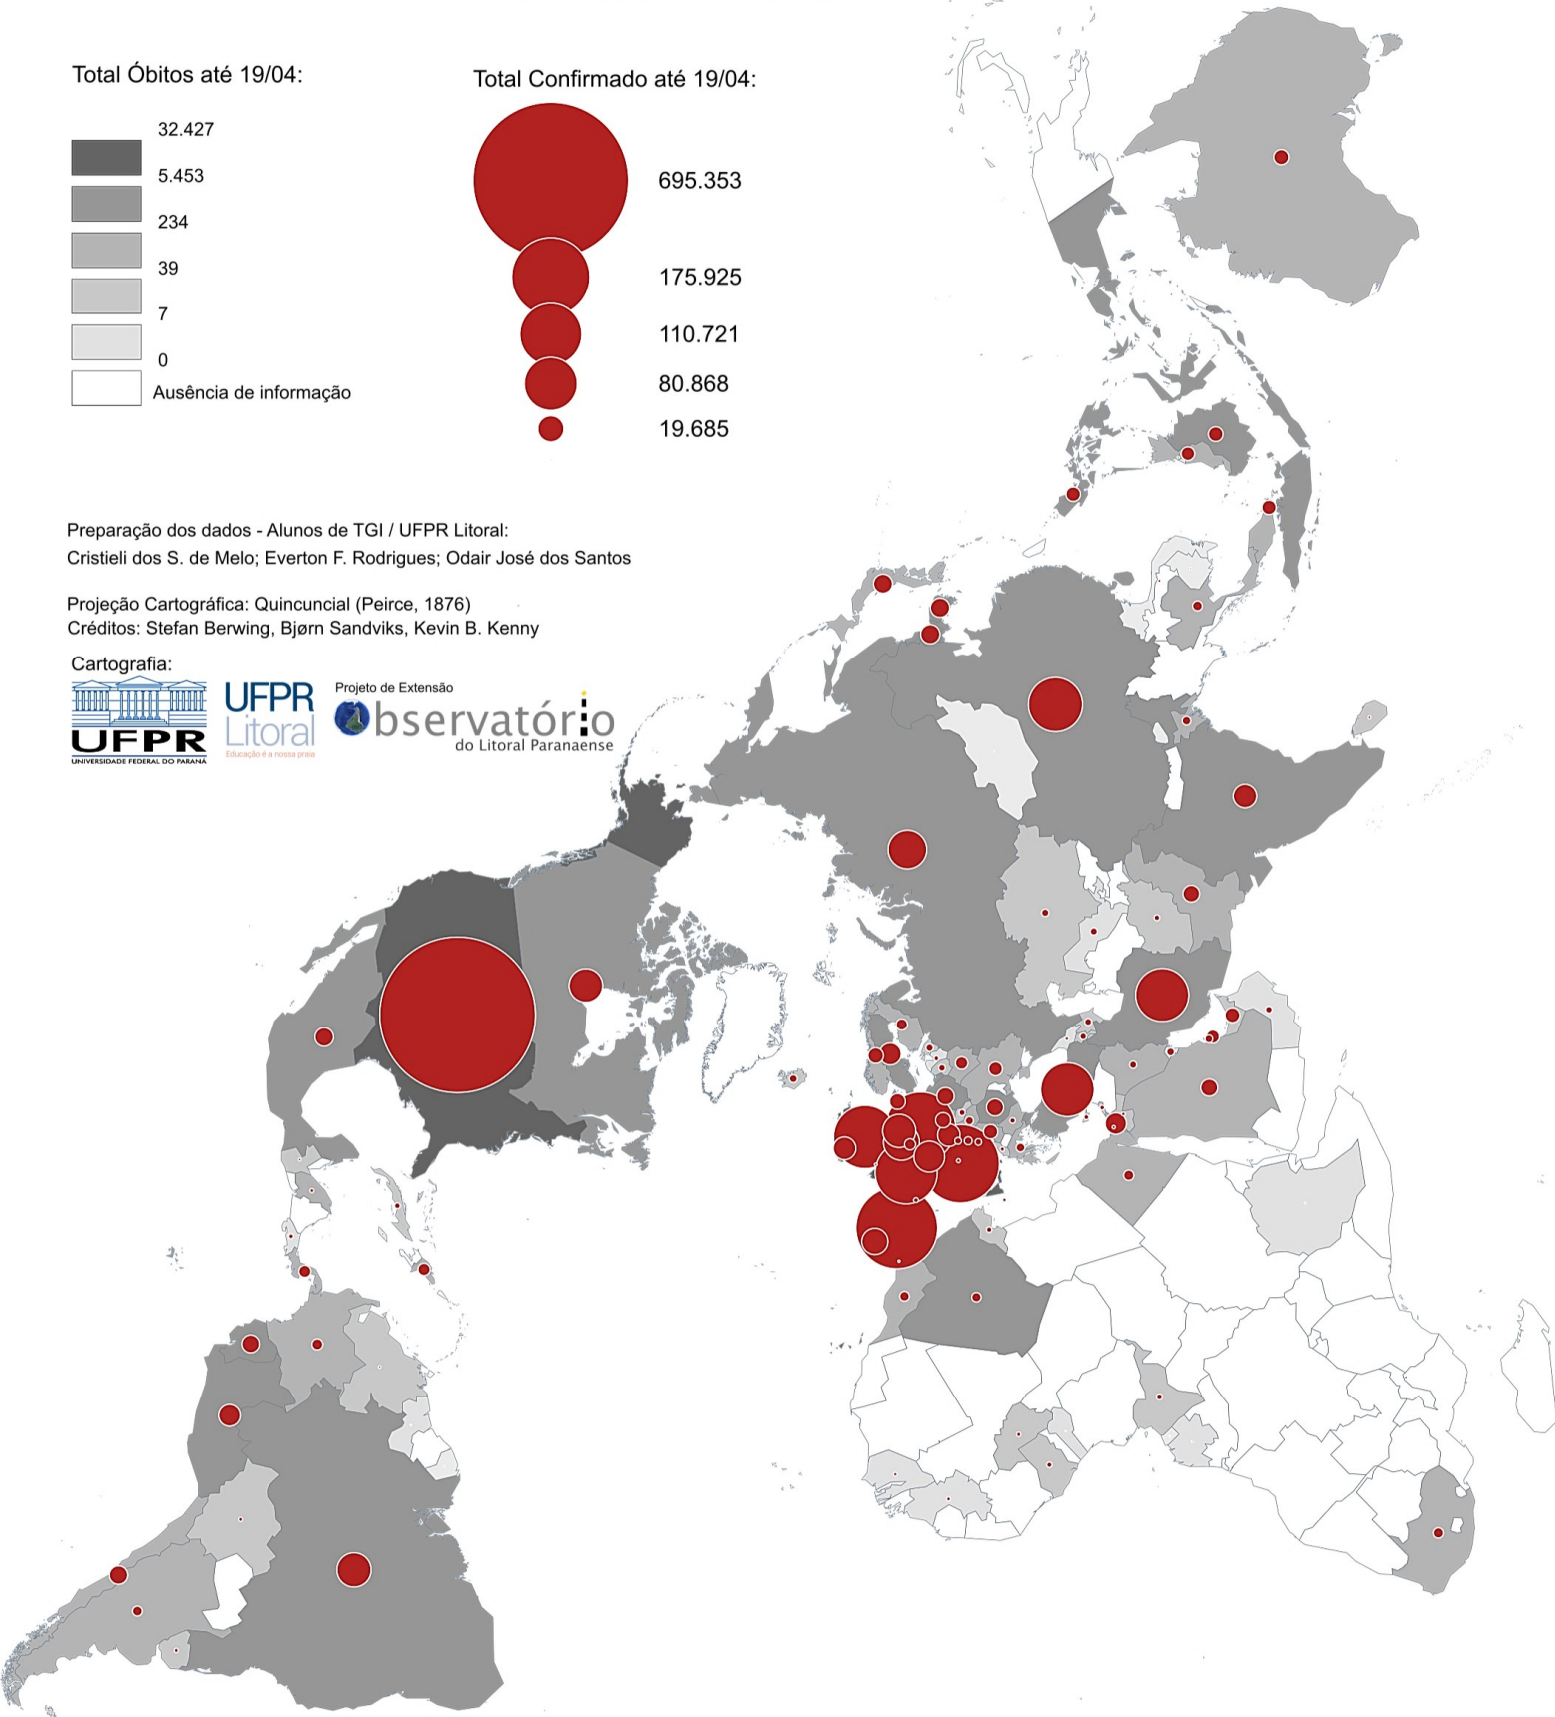 Total Óbitos até 19/04:
32.427
5.453
234
39
7
0
Ausência de informação
Total Confirmado até 19/04:
695.353
175.925
110.721
80.868
19.685
Preparação dos dados - Alunos de TGI / UFPR Litoral:
Cristieli dos S. de Melo; Everton F. Rodrigues; Odair José dos Santos
Projeção Cartográfica: Quincuncial (Peirce, 1876)
Créditos: Stefan Berwing, Bjørn Sandviks, Kevin B. Kenny
Cartografia:
UFPR
UNIVERSIDADE FEDERAL DO PARANÁ
UFPR
Litoral
Educação é a nossa praia
Projeto de Extensão
Observatório
do Litoral Paranaense